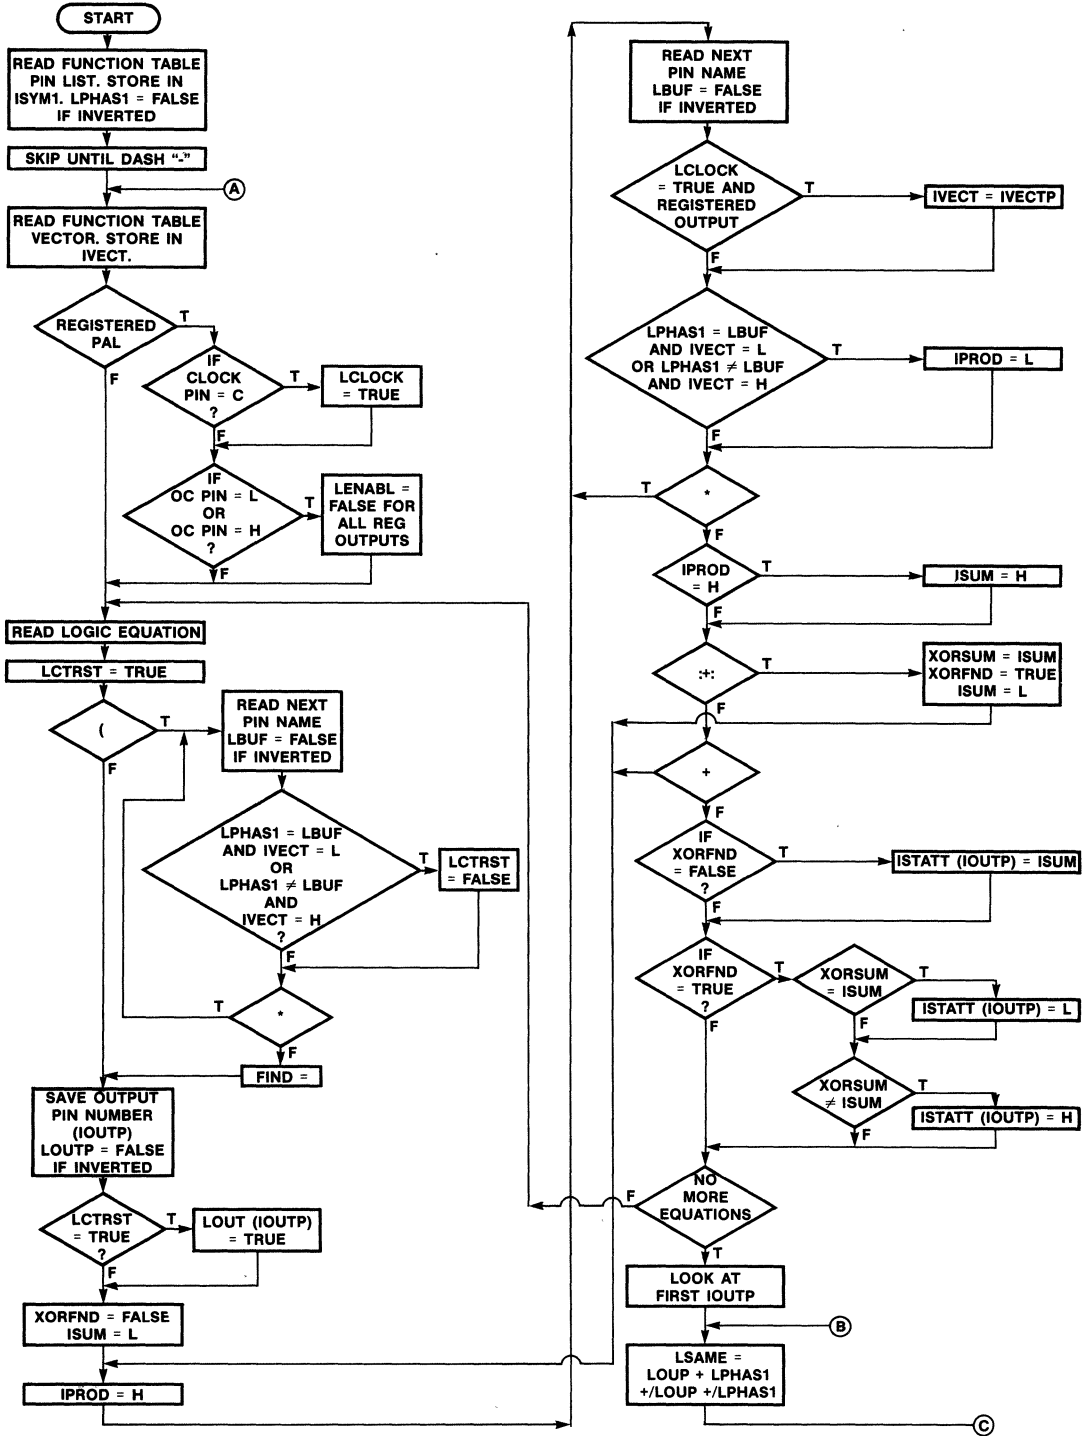 START
READ FUNCTION TABLE
PIN LIST. STORE IN
ISYM1. LPHAS1 = FALSE
IF INVERTED
SKIP UNTIL DASH “-”
A
READ FUNCTION TABLE
VECTOR. STORE IN
IVECT.
REGISTERED
PAL
T
F
IF
CLOCK
PIN = C
?
T
LCLOCK
= TRUE
F
IF
OC PIN = L
OR
OC PIN = H
?
T
LENABL =
FALSE FOR
ALL REG
OUTPUTS
F
READ LOGIC EQUATION
LCTRST = TRUE
(
T
F
READ NEXT
PIN NAME
LBUF = FALSE
IF INVERTED
LPHAS1 = LBUF
AND IVECT = L
OR
LPHAS1 ≠ LBUF
AND
IVECT = H
?
T
LCTRST
= FALSE
F
*
T
F
FIND =
SAVE OUTPUT
PIN NUMBER
(IOUTP)
LOUTP = FALSE
IF INVERTED
LCTRST
= TRUE
?
T
LOUT (IOUTP)
= TRUE
F
XORFND = FALSE
ISUM = L
IPROD = H
READ NEXT
PIN NAME
LBUF = FALSE
IF INVERTED
LCLOCK
= TRUE AND
REGISTERED
OUTPUT
T
IVECT = IVECTP
F
LPHAS1 = LBUF
AND IVECT = L
OR LPHAS1 ≠ LBUF
AND IVECT = H
T
IPROD = L
F
*
T
F
IPROD
= H
T
ISUM = H
F
:+:
T
XORSUM = ISUM
XORFND = TRUE
ISUM = L
F
+
F
IF
XORFND
= FALSE
?
T
ISTATT (IOUTP) = ISUM
F
IF
XORFND
= TRUE
?
T
F
XORSUM
= ISUM
T
ISTATT (IOUTP) = L
F
XORSUM
≠ ISUM
T
ISTATT (IOUTP) = H
F
NO
MORE
EQUATIONS
F
T
LOOK AT
FIRST IOUTP
B
LSAME =
LOUP + LPHAS1
+/LOUP +/LPHAS1
C